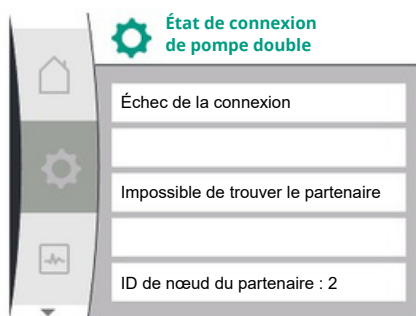 État de connexion
de pompe double
Échec de la connexion
Impossible de trouver le partenaire
ID de nœud du partenaire : 2